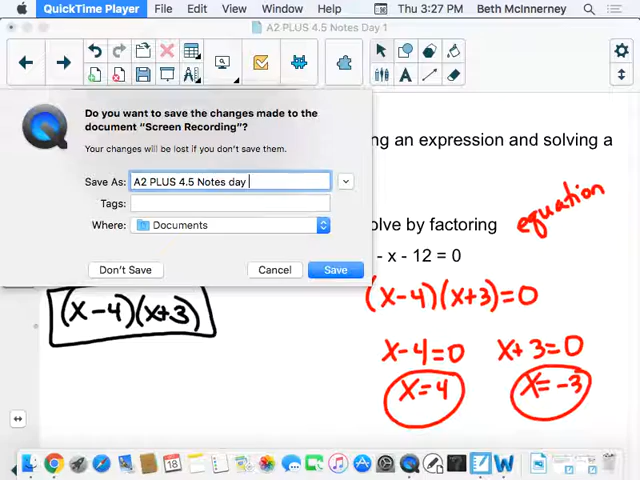 QuickTime Player File Edit View Window Help Thu 3:27 PM Beth McInnerney
A2 PLUS 4.5 Notes Day 1
Do you want to save the changes made to the
document “Screen Recording”?
Your changes will be lost if you don't save them.
Save As: A2 PLUS 4.5 Notes day
Tags:
Where: Documents
Don't Save Cancel Save
ng an expression and solving a
equation
olve by factoring
- x - 12 = 0
(x-4)(x+3)
(x-4)(x+3)=0
x-4=0 x+3=0
x=4 x=-3
18